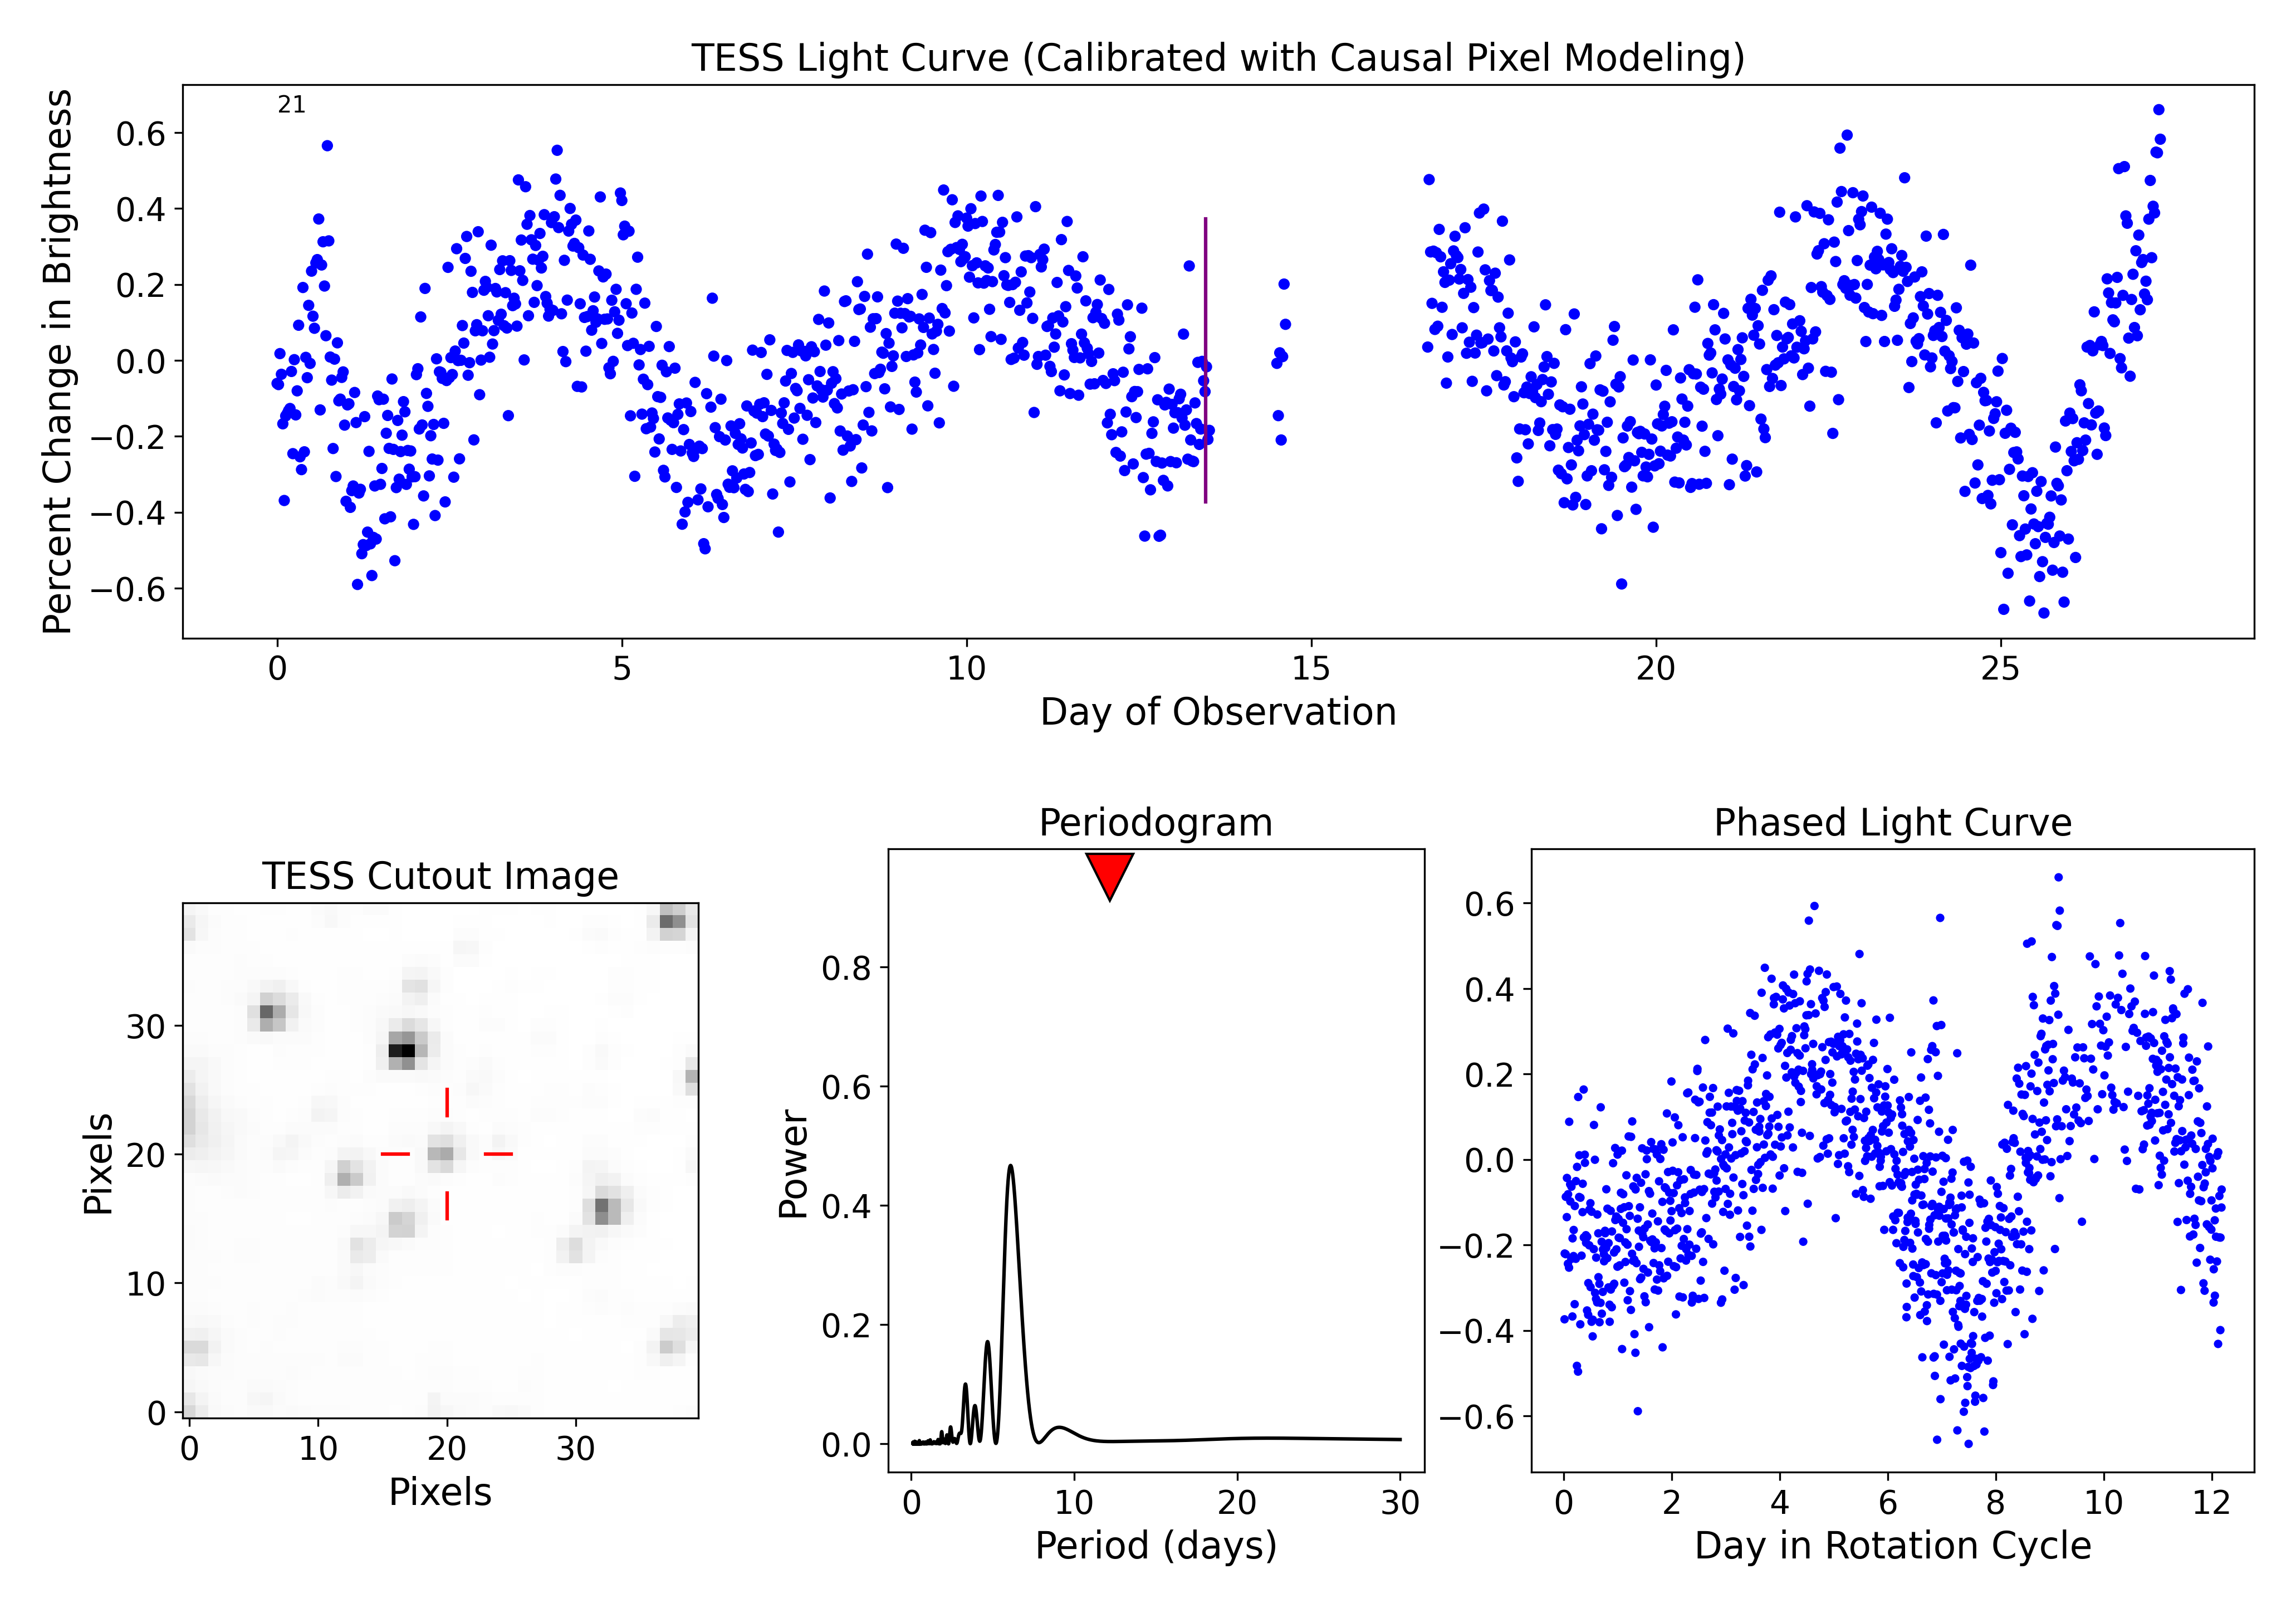 TESS Light Curve (Calibrated with Causal Pixel Modeling)
21
Percent Change in Brightness
0.6
0.4
0.2
0.0
−0.2
−0.4
−0.6
0 5 10 15 20 25
Day of Observation
TESS Cutout Image
Pixels
30
20
10
0
0 10 20 30
Pixels
Periodogram
Power
0.8
0.6
0.4
0.2
0.0
0 10 20 30
Period (days)
Phased Light Curve
0.6
0.4
0.2
0.0
−0.2
−0.4
−0.6
0 2 4 6 8 10 12
Day in Rotation Cycle